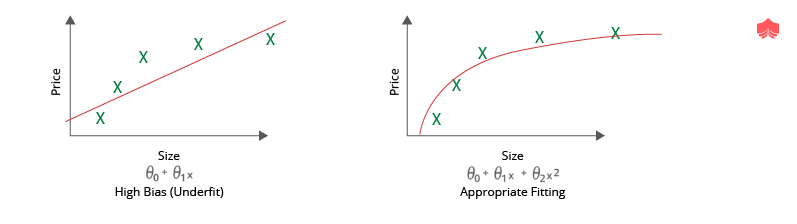 Price
Size
θ₀ + θ₁x
High Bias (Underfit)
Price
Size
θ₀ + θ₁x + θ₂x²
Appropriate Fitting